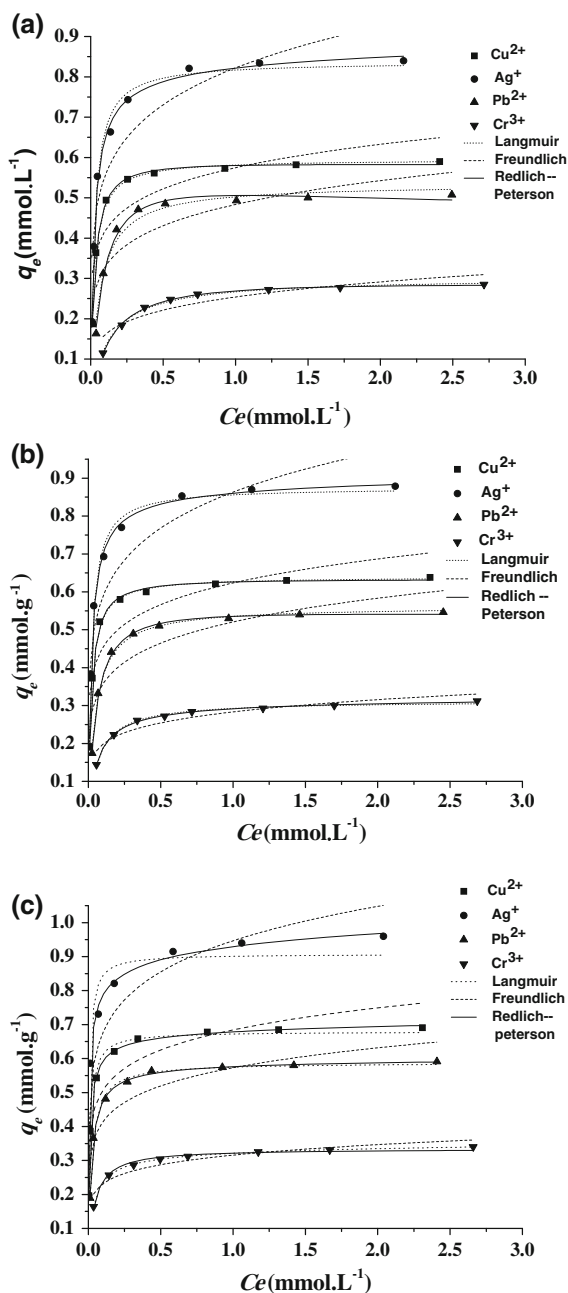 (a)
0.9
0.8
0.7
0.6
0.5
0.4
0.3
0.2
0.1
qe(mmol.L-1)
0.0 0.5 1.0 1.5 2.0 2.5 3.0
Ce(mmol.L-1)
Cu2+
Ag+
Pb2+
Cr3+
Langmuir
Freundlich
Redlich--
Peterson
(b)
0.9
0.8
0.7
0.6
0.5
0.4
0.3
0.2
0.1
qe(mmol.g-1)
0.0 0.5 1.0 1.5 2.0 2.5 3.0
Ce(mmol.L-1)
Cu2+
Ag+
Pb2+
Cr3+
Langmuir
Freundlich
Redlich--
Peterson
(c)
1.0
0.9
0.8
0.7
0.6
0.5
0.4
0.3
0.2
0.1
qe(mmol.g-1)
0.0 0.5 1.0 1.5 2.0 2.5 3.0
Ce(mmol.L-1)
Cu2+
Ag+
Pb2+
Cr3+
Langmuir
Freundlich
Redlich--
peterson